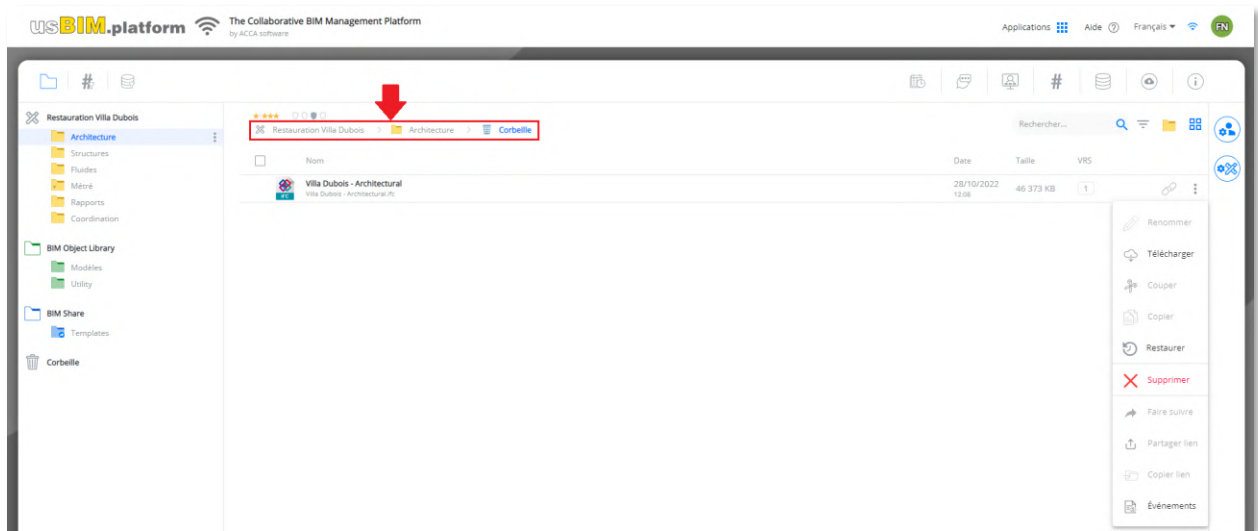 usBIM.platform
The Collaborative BIM Management Platform
by ACCA software
Applications
Aide
Français
FN
#
#
Restauration Villa Dubois
Architecture
Structures
Fluides
Métré
Rapports
Coordination
BIM Object Library
Modèles
Utility
BIM Share
Templates
Corbeille
Restauration Villa Dubois > Architecture > Corbeille
Rechercher...
Nom
Date
Taille
VRS
Villa Dubois - Architectural
Villa Dubois - Architectural.ifc
IFC
28/10/2022
12:06
46 373 KB
1
Renommer
Télécharger
Couper
Copier
Restaurer
Supprimer
Faire suivre
Partager lien
Copier lien
Événements